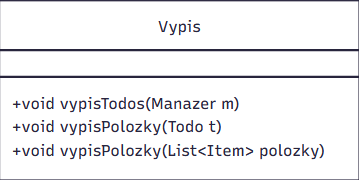 Vypis
+void vypisTodos(Manazer m)
+void vypisPolozky(Todo t)
+void vypisPolozky(List<Item> polozky)